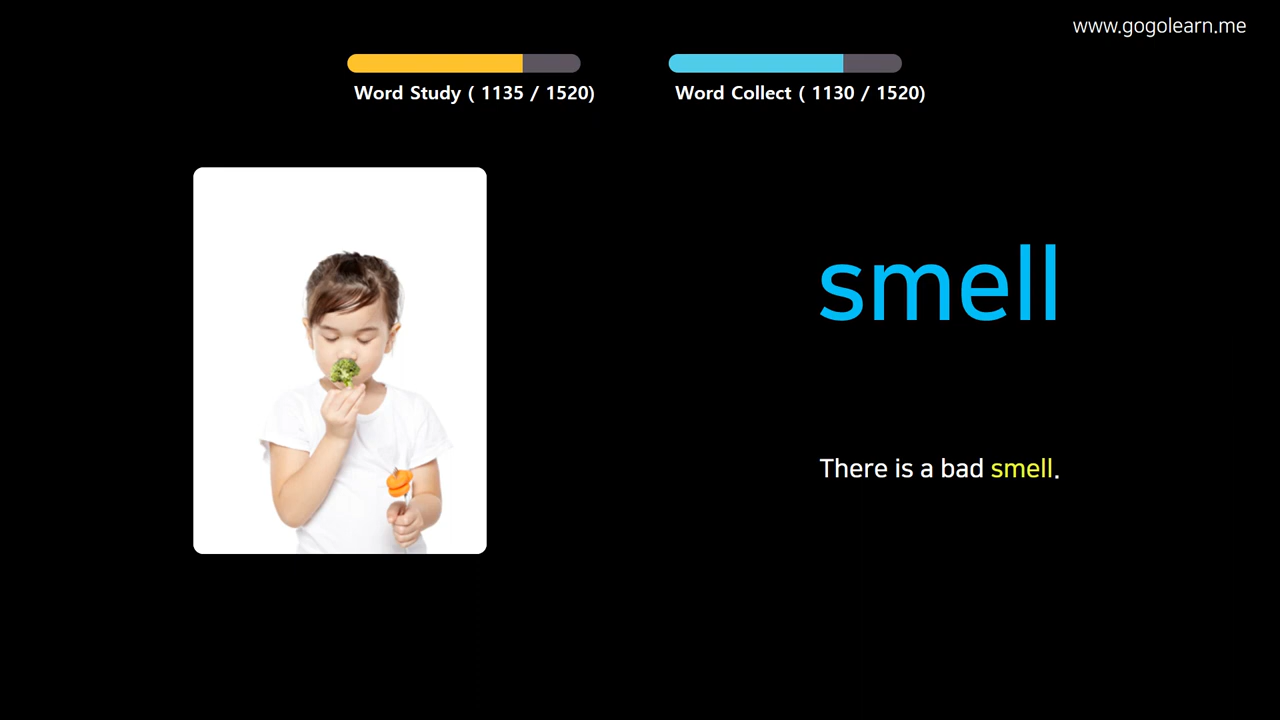 www.gogolearn.me
Word Study ( 1135 / 1520)
Word Collect ( 1130 / 1520)
smell
There is a bad smell.